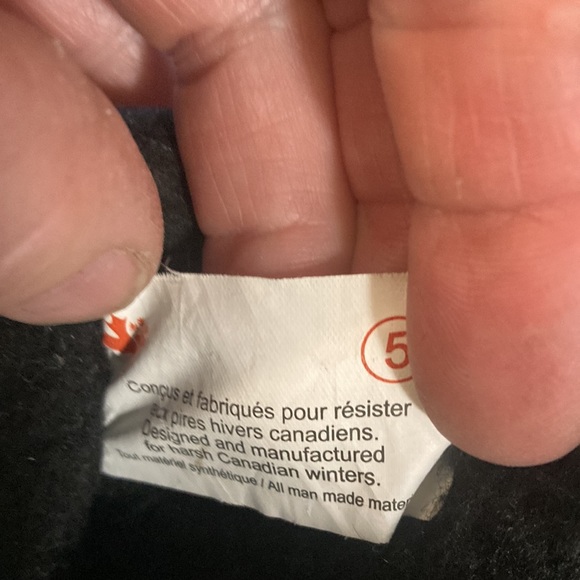 5
Conçus et fabriqués pour résister
aux pires hivers canadiens.
Designed and manufactured
for harsh Canadian winters.
Tout matériel synthétique / All man made mate